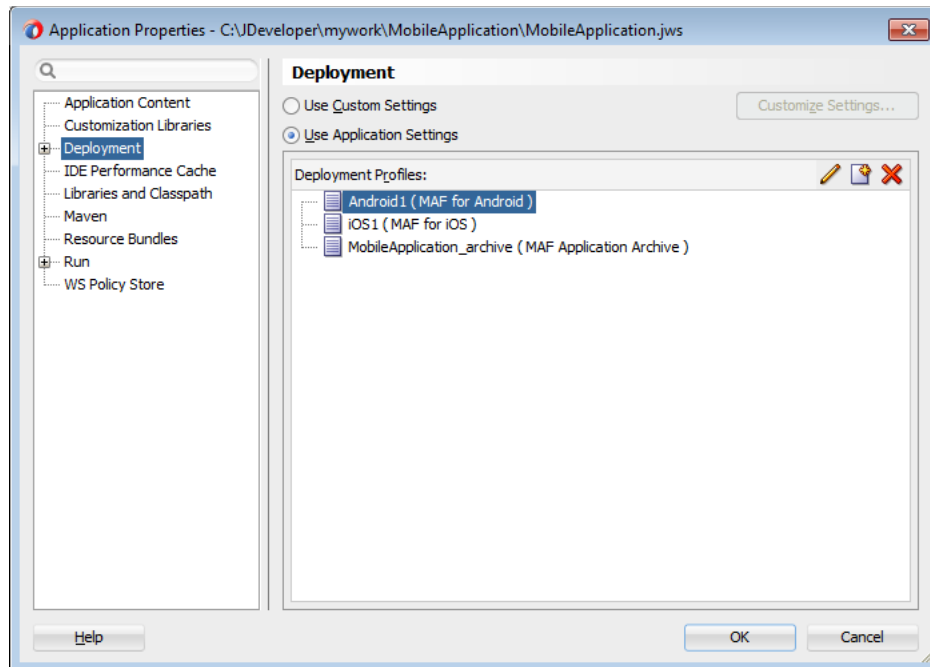 Application Properties - C:\JDeveloper\mywork\MobileApplication\MobileApplication.jws
Application Content
Customization Libraries
Deployment
IDE Performance Cache
Libraries and Classpath
Maven
Resource Bundles
Run
WS Policy Store
Deployment
Use Custom Settings
Customize Settings...
Use Application Settings
Deployment Profiles:
Android1 ( MAF for Android )
iOS1 ( MAF for iOS )
MobileApplication_archive ( MAF Application Archive )
Help
OK
Cancel